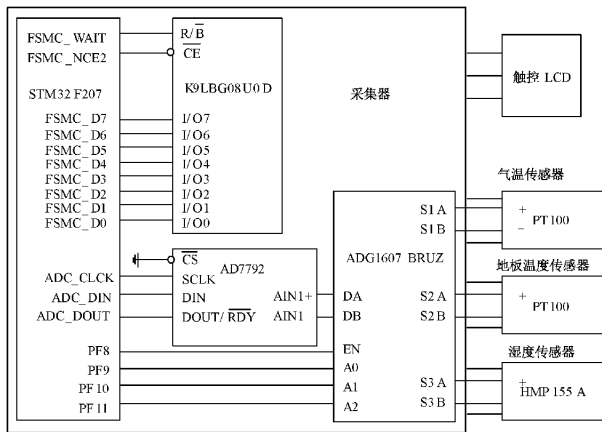 FSMC_WAIT
FSMC_NCE2
STM32 F207
FSMC_D7
FSMC_D6
FSMC_D5
FSMC_D4
FSMC_D3
FSMC_D2
FSMC_D1
FSMC_D0
ADC_CLCK
ADC_DIN
ADC_DOUT
PF8
PF9
PF10
PF11
R/B̅
C̅E̅
K9LBG08U0D
I/O7
I/O6
I/O5
I/O4
I/O3
I/O2
I/O1
I/O0
C̅S̅
AD7792
SCLK
DIN
AIN1+
DOUT/R̅D̅Y̅
AIN1
采集器
S1A
S1B
ADG1607 BRUZ
DA
S2A
DB
S2B
EN
A0
A1
S3A
A2
S3B
触控 LCD
气温传感器
+
PT100
−
地板温度传感器
+
PT100
湿度传感器
+
HMP155A